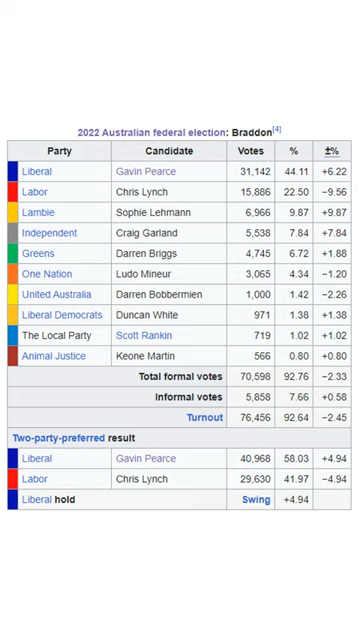 2022 Australian federal election: Braddon[4]
Party Candidate Votes % ±%
Liberal Gavin Pearce 31,142 44.11 +6.22
Labor Chris Lynch 15,886 22.50 −9.56
Lambie Sophie Lehmann 6,966 9.87 +9.87
Independent Craig Garland 5,538 7.84 +7.84
Greens Darren Briggs 4,745 6.72 +1.88
One Nation Ludo Mineur 3,065 4.34 −1.20
United Australia Darren Bobbermien 1,000 1.42 −2.26
Liberal Democrats Duncan White 971 1.38 +1.38
The Local Party Scott Rankin 719 1.02 +1.02
Animal Justice Keone Martin 566 0.80 +0.80
Total formal votes 70,598 92.76 −2.33
Informal votes 5,858 7.66 +0.58
Turnout 76,456 92.64 −2.45
Two-party-preferred result
Liberal Gavin Pearce 40,968 58.03 +4.94
Labor Chris Lynch 29,630 41.97 −4.94
Liberal hold Swing +4.94